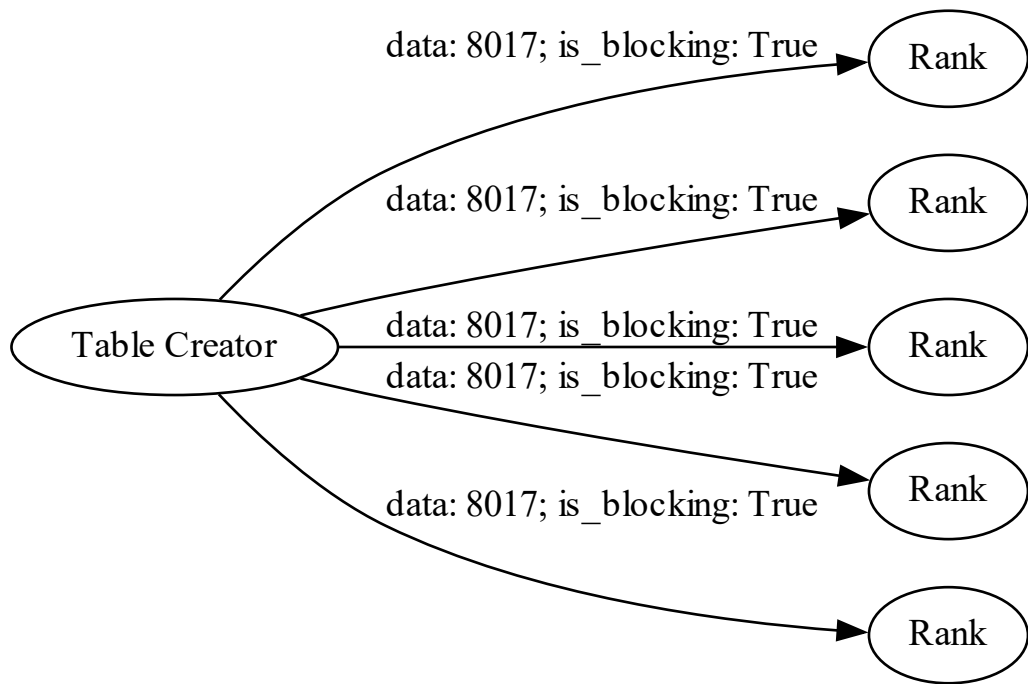 data: 8017; is_blocking: True
Rank
data: 8017; is_blocking: True
Rank
Table Creator
data: 8017; is_blocking: True
Rank
data: 8017; is_blocking: True
Rank
data: 8017; is_blocking: True
Rank